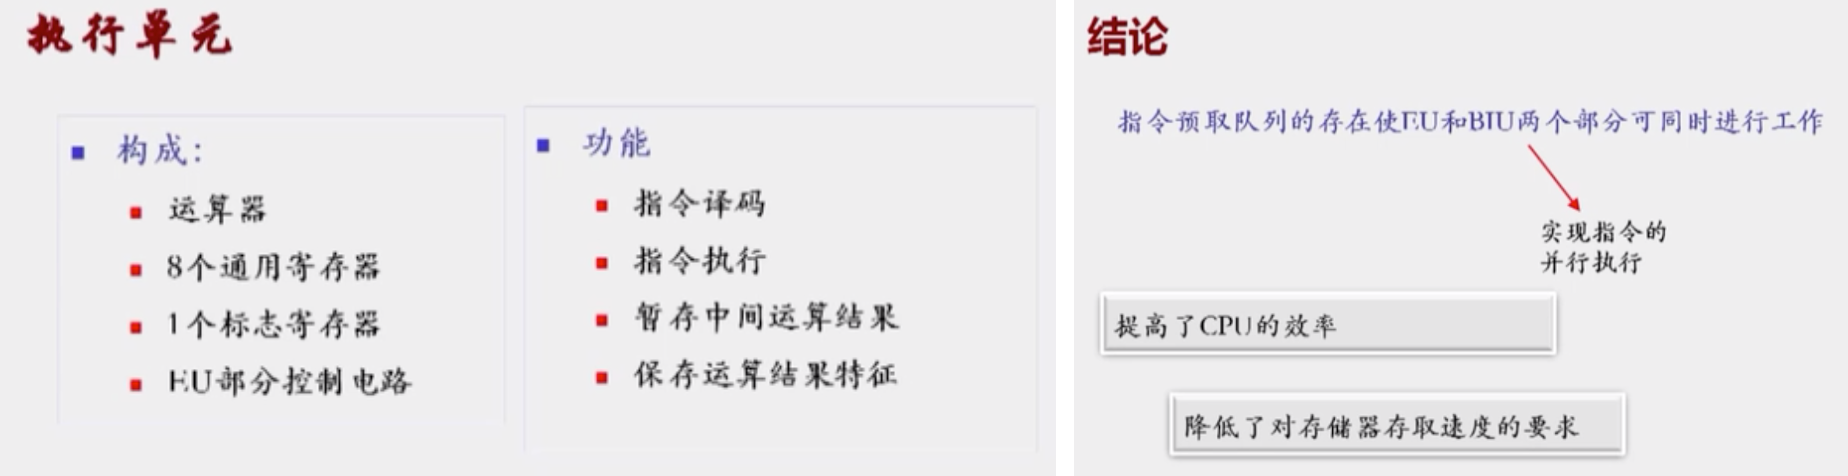 执行单元
构成：
运算器
8个通用寄存器
1个标志寄存器
EU部分控制电路
功能
指令译码
指令执行
暂存中间运算结果
保存运算结果特征
结论
指令预取队列的存在使EU和BIU两个部分可同时进行工作
实现指令的
并行执行
提高了CPU的效率
降低了对存储器存取速度的要求